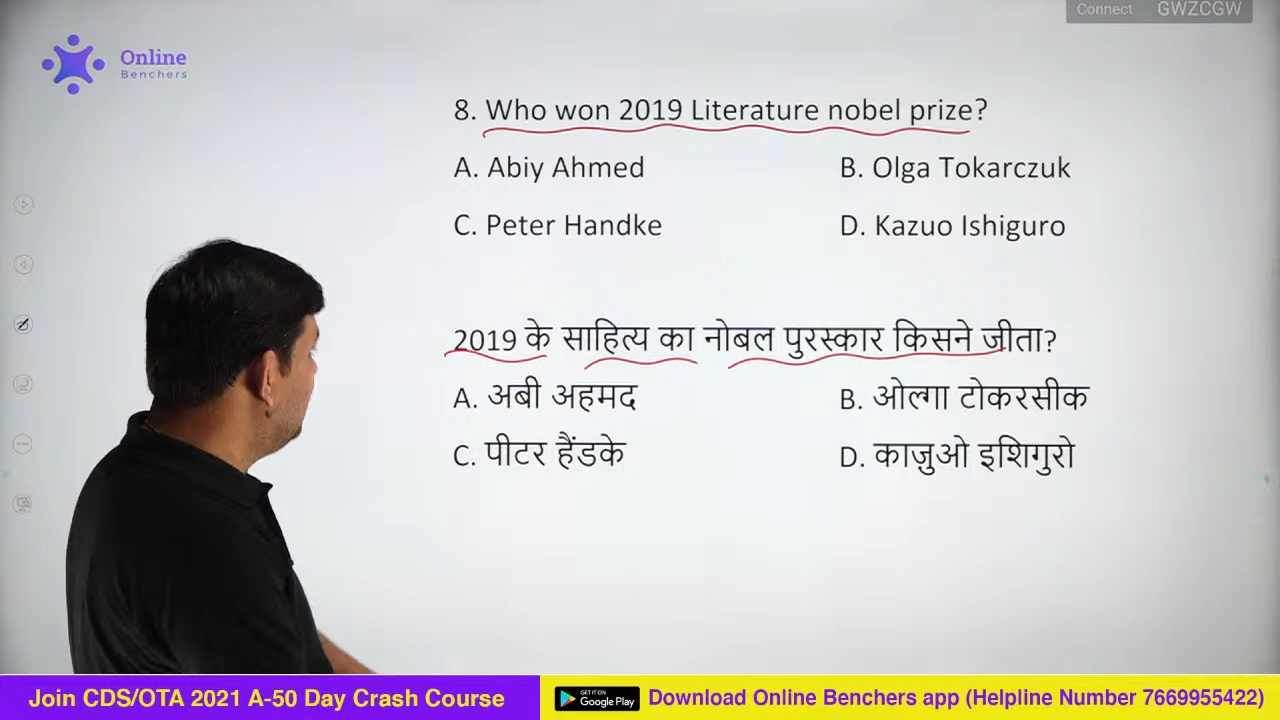 Connect GWZCGW
Online
Benchers
8. Who won 2019 Literature nobel prize?
A. Abiy Ahmed B. Olga Tokarczuk
C. Peter Handke D. Kazuo Ishiguro
2019 के साहित्य का नोबल पुरस्कार किसने जीता?
A. अबी अहमद B. ओल्गा टोकरसीक
C. पीटर हैंडके D. काज़ुओ इशिगुरो
Join CDS/OTA 2021 A-50 Day Crash Course GET IT ON Google Play Download Online Benchers app (Helpline Number 7669955422)